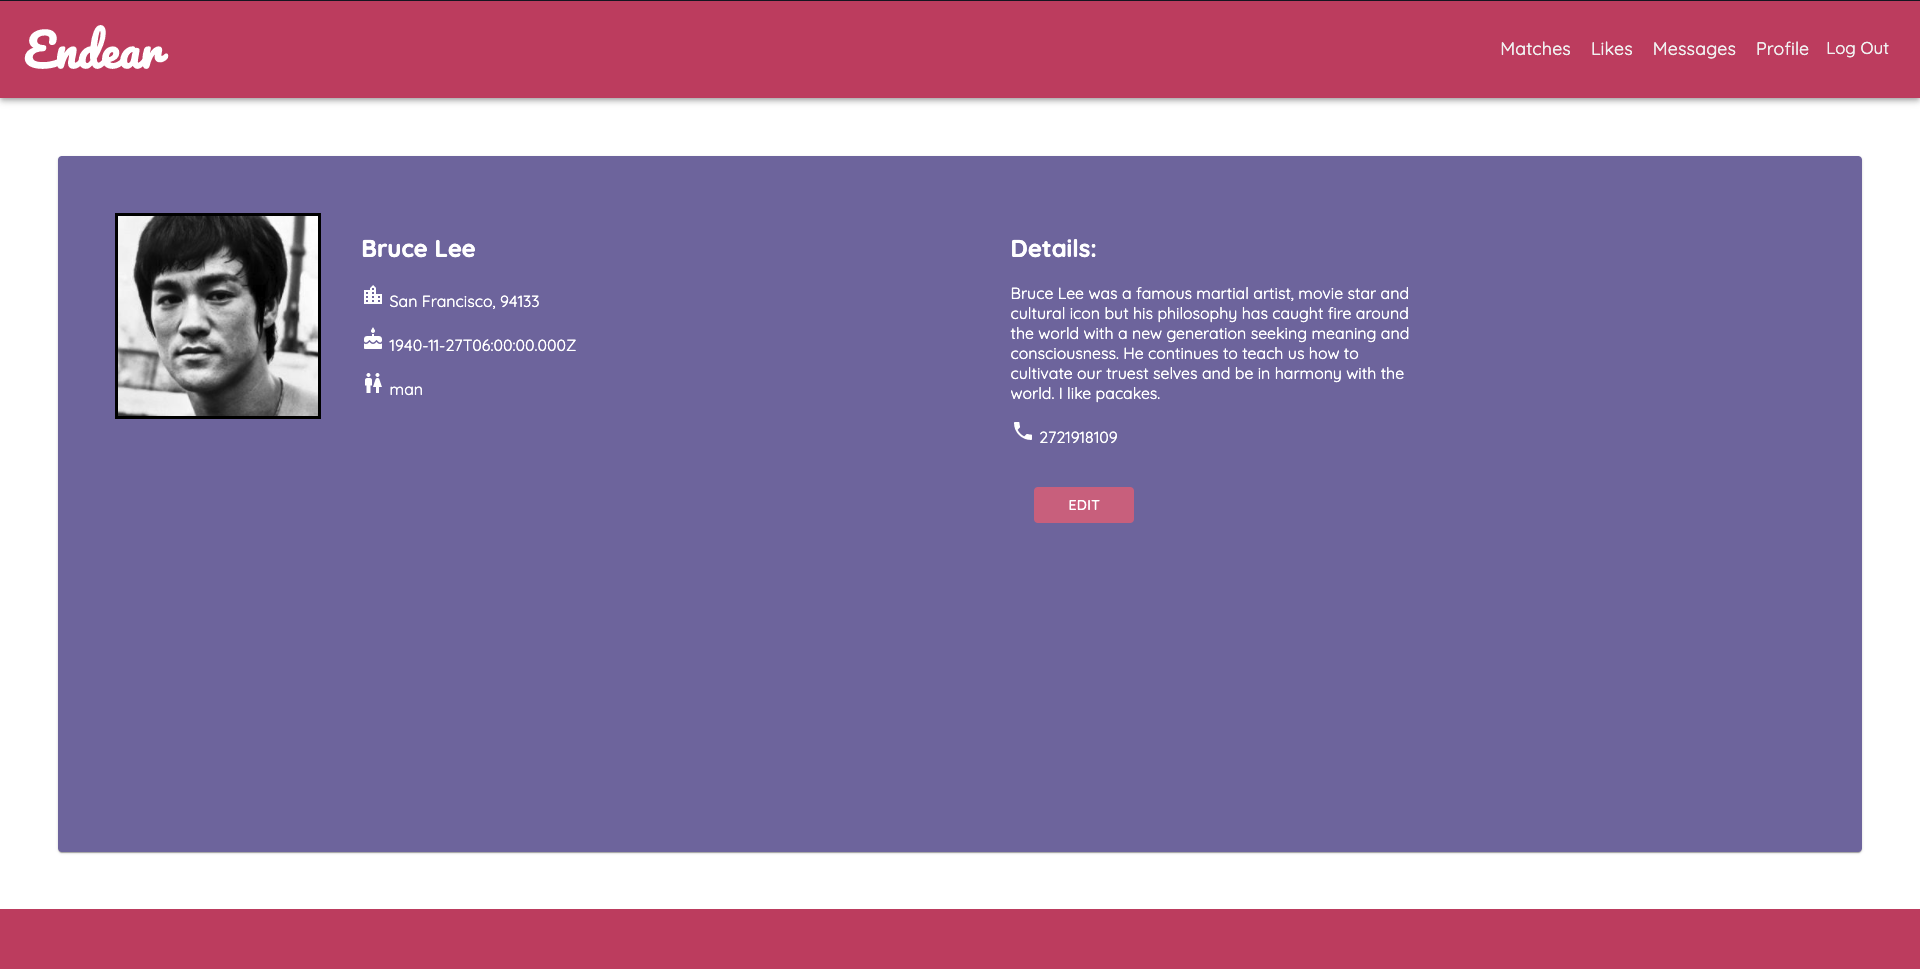 Endear
Matches Likes Messages Profile Log Out
Bruce Lee
San Francisco, 94133
1940-11-27T06:00:00.000Z
man
Details:
Bruce Lee was a famous martial artist, movie star and
cultural icon but his philosophy has caught fire around
the world with a new generation seeking meaning and
consciousness. He continues to teach us how to
cultivate our truest selves and be in harmony with the
world. I like pacakes.
2721918109
EDIT